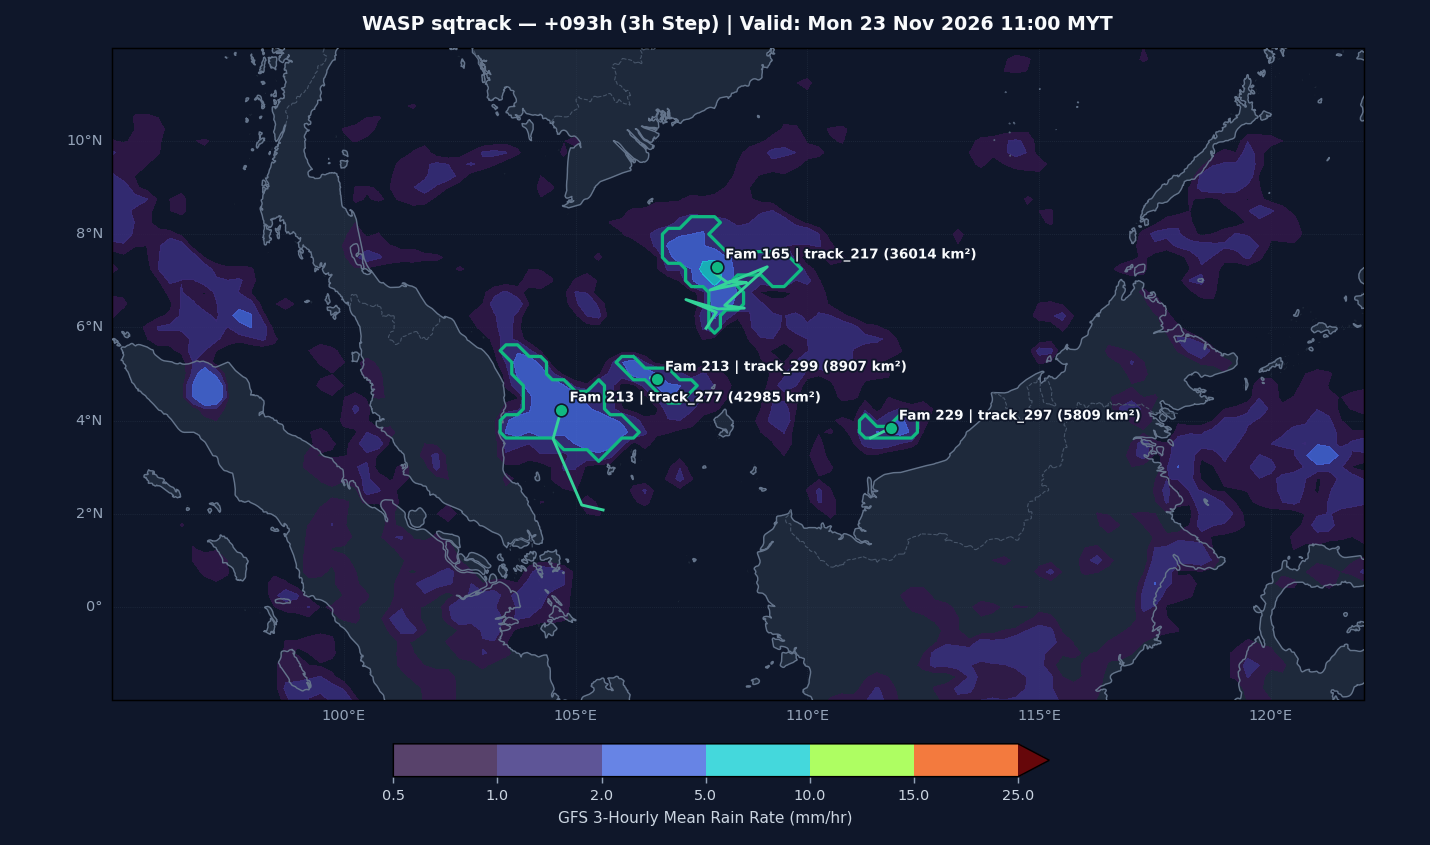 WASP sqtrack — +093h (3h Step) | Valid: Mon 23 Nov 2026 11:00 MYT
10°N
8°N
6°N
4°N
2°N
0°
Fam 165 | track_217 (36014 km²)
Fam 213 | track_299 (8907 km²)
Fam 213 | track_277 (42985 km²)
Fam 229 | track_297 (5809 km²)
100°E 105°E 110°E 115°E 120°E
0.5 1.0 2.0 5.0 10.0 15.0 25.0
GFS 3-Hourly Mean Rain Rate (mm/hr)